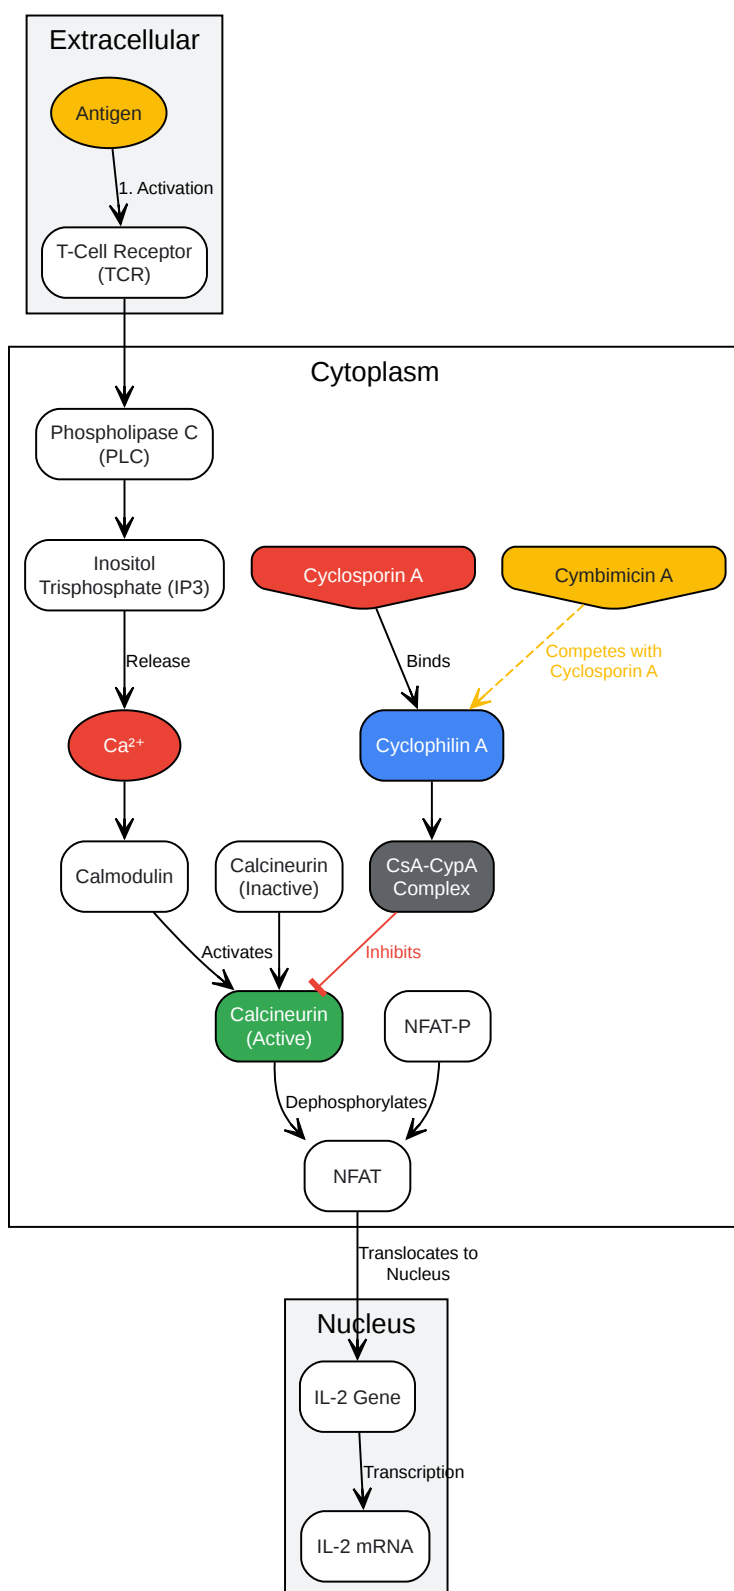 Extracellular
Antigen
1. Activation
T-Cell Receptor
(TCR)
Cytoplasm
Phospholipase C
(PLC)
Inositol
Trisphosphate (IP3)
Cyclosporin A
Cymbimicin A
Release
Binds
Competes with
Cyclosporin A
Ca²⁺
Cyclophilin A
Calmodulin
Calcineurin
(Inactive)
CsA-CypA
Complex
Activates
Inhibits
Calcineurin
(Active)
NFAT-P
Dephosphorylates
NFAT
Translocates to
Nucleus
Nucleus
IL-2 Gene
Transcription
IL-2 mRNA